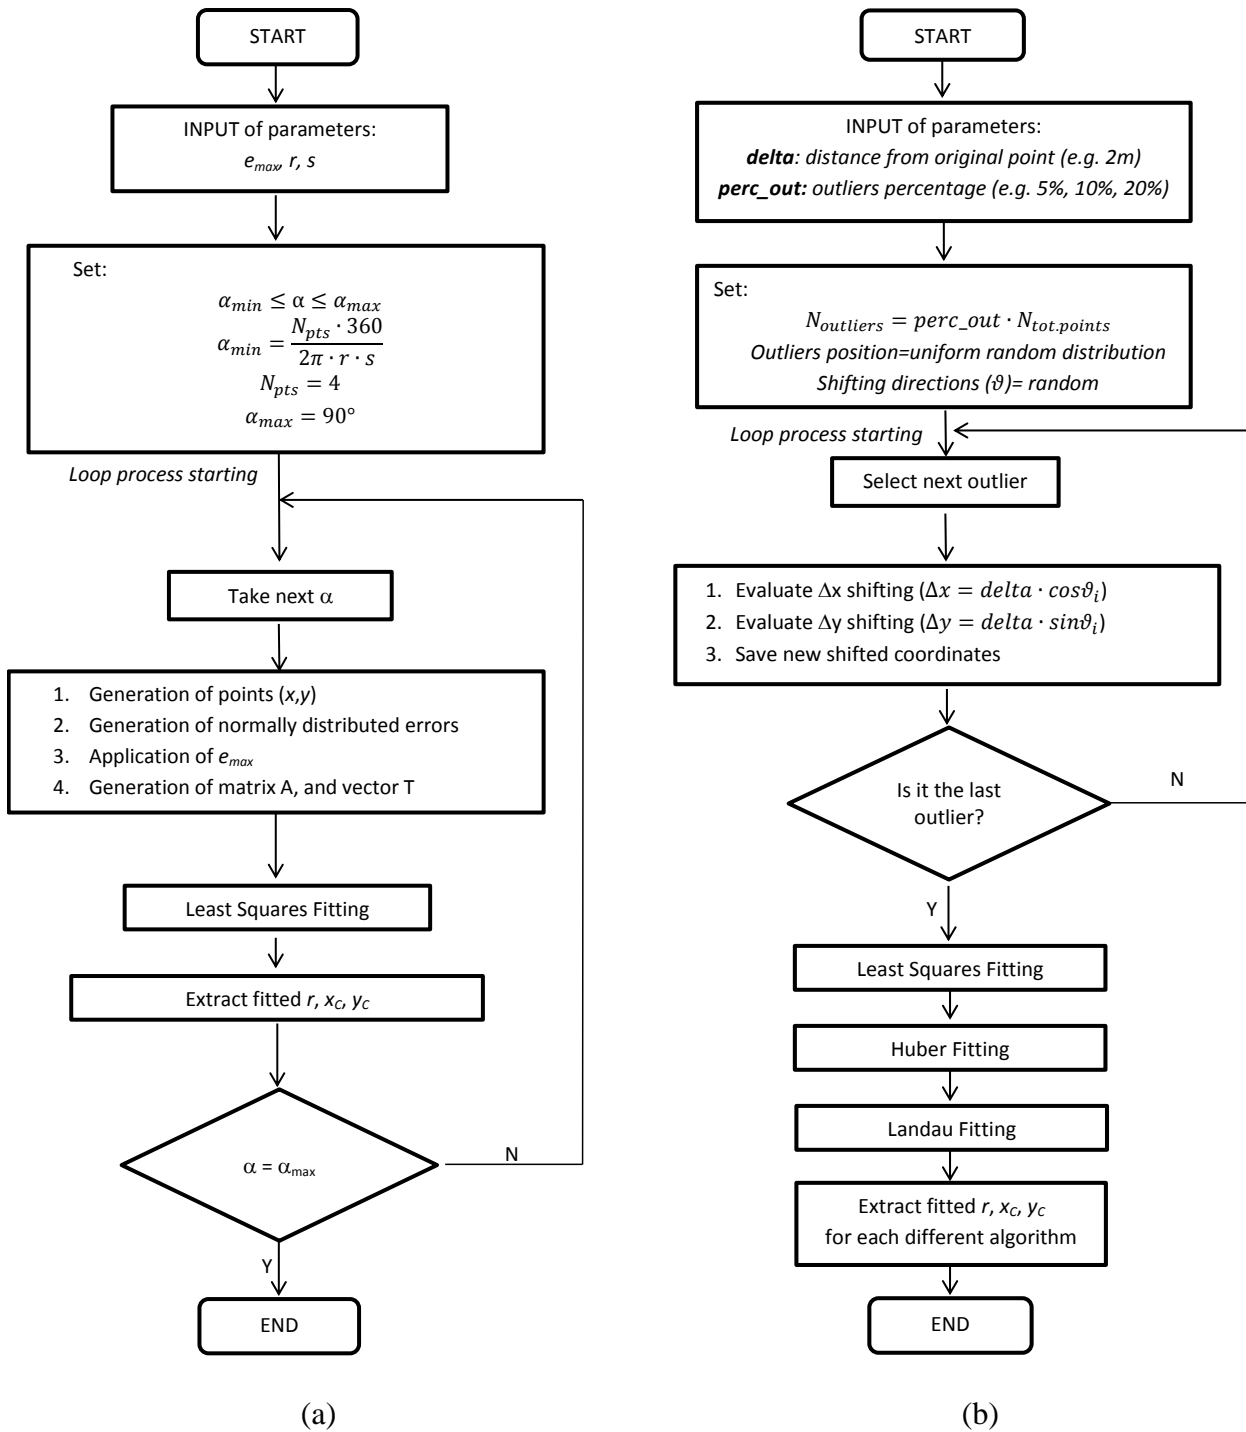 START
INPUT of parameters:
e_max, r, s
Set:
α_min ≤ α ≤ α_max
α_min = (N_pts · 360) / (2π · r · s)
N_pts = 4
α_max = 90°
Loop process starting
Take next α
1. Generation of points (x,y)
2. Generation of normally distributed errors
3. Application of e_max
4. Generation of matrix A, and vector T
Least Squares Fitting
Extract fitted r, x_C, y_C
α = α_max
N
Y
END
(a)
START
INPUT of parameters:
delta: distance from original point (e.g. 2m)
perc_out: outliers percentage (e.g. 5%, 10%, 20%)
Set:
N_outliers = perc_out · N_tot.points
Outliers position=uniform random distribution
Shifting directions (ϑ)= random
Loop process starting
Select next outlier
1. Evaluate Δx shifting (Δx = delta · cosϑ_i)
2. Evaluate Δy shifting (Δy = delta · sinϑ_i)
3. Save new shifted coordinates
Is it the last
outlier?
N
Y
Least Squares Fitting
Huber Fitting
Landau Fitting
Extract fitted r, x_C, y_C
for each different algorithm
END
(b)